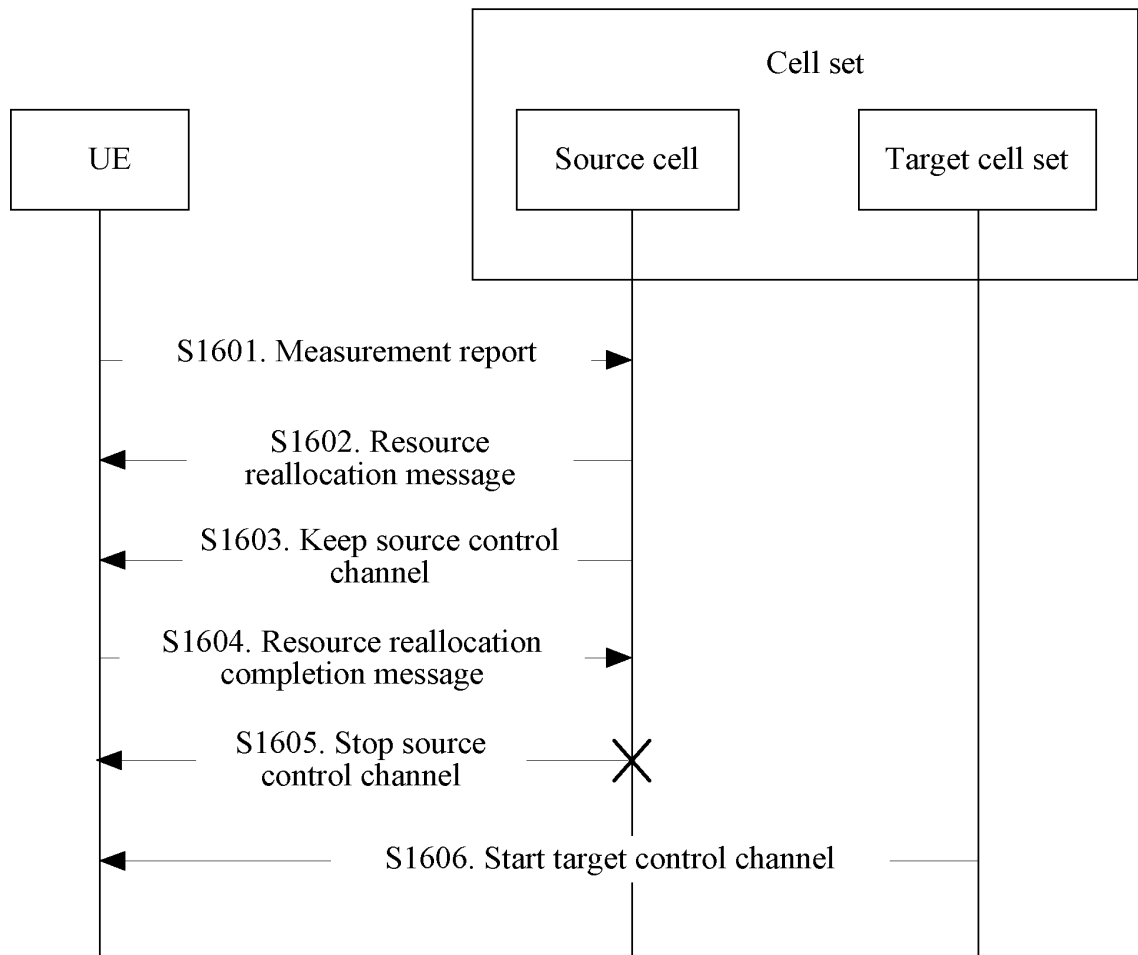 Cell set
UE
Source cell
Target cell set
S1601. Measurement report
S1602. Resource
reallocation message
S1603. Keep source control
channel
S1604. Resource reallocation
completion message
S1605. Stop source
control channel
S1606. Start target control channel